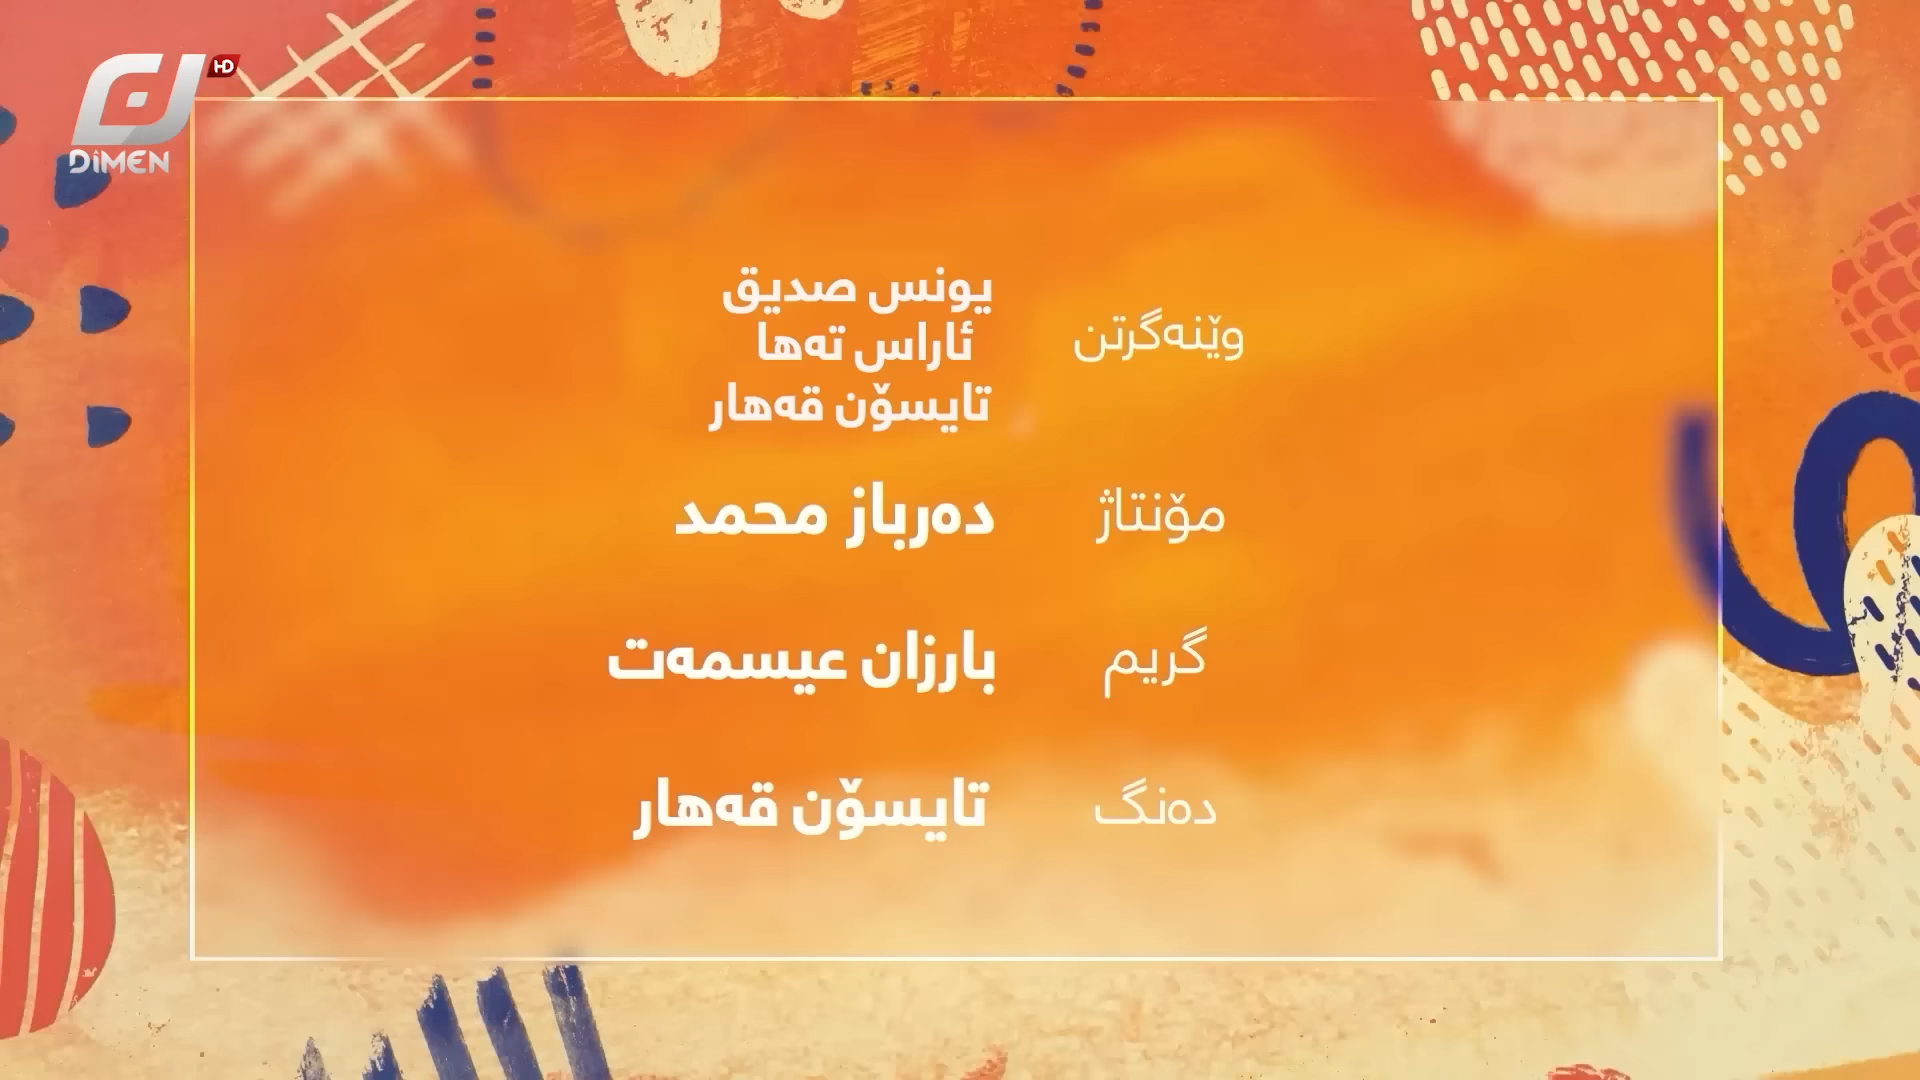 HD
DIMEN
وێنەگرتن
یونس صدیق
ئاراس تەها
تایسۆن قەهار
مۆنتاژ
دەرباز محمد
گریم
بارزان عیسمەت
دەنگ
تایسۆن قەهار